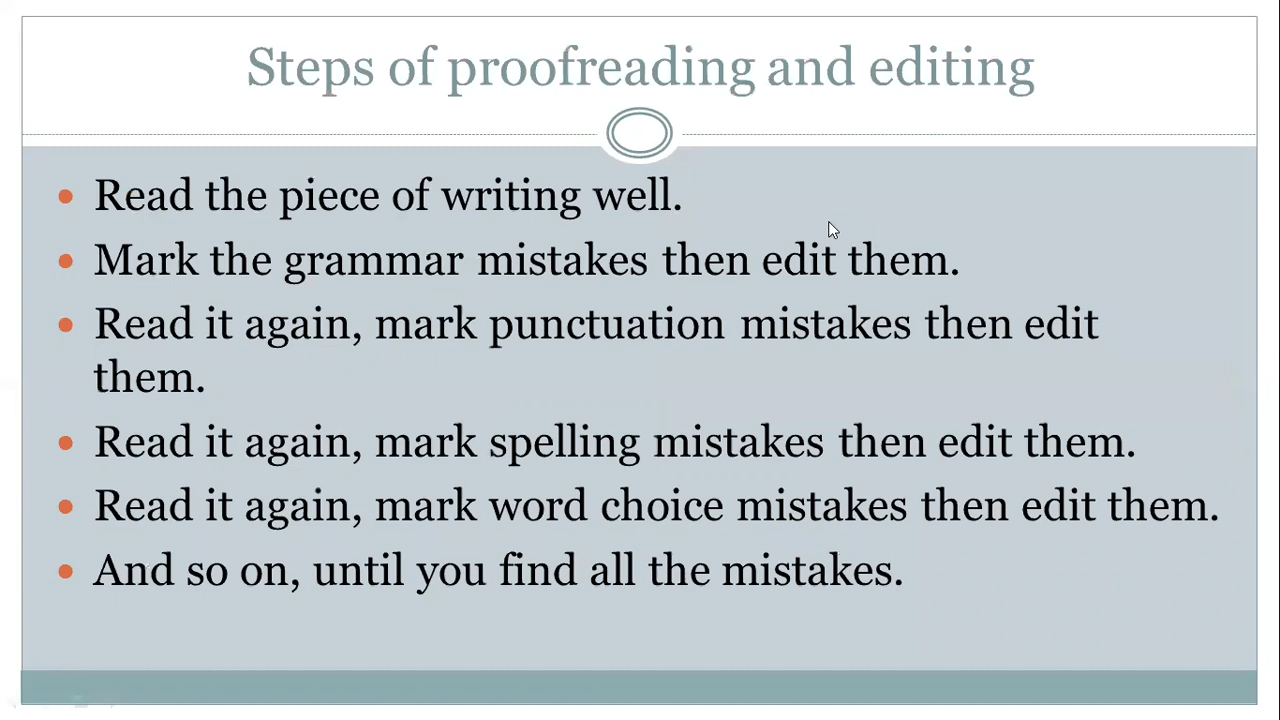 Steps of proofreading and editing
• Read the piece of writing well.
• Mark the grammar mistakes then edit them.
• Read it again, mark punctuation mistakes then edit
them.
• Read it again, mark spelling mistakes then edit them.
• Read it again, mark word choice mistakes then edit them.
• And so on, until you find all the mistakes.